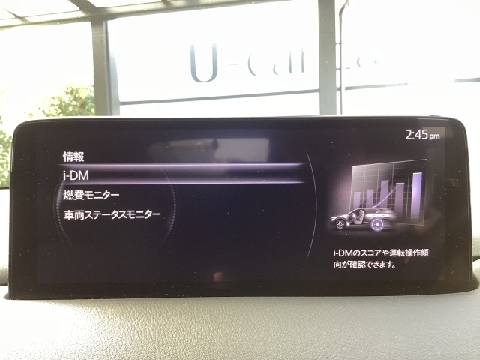 U-car
2:45 pm
情報
i-DM
燃費モニター
車両ステータスモニター
i-DMのスコアや運転操作傾
向が確認できます。